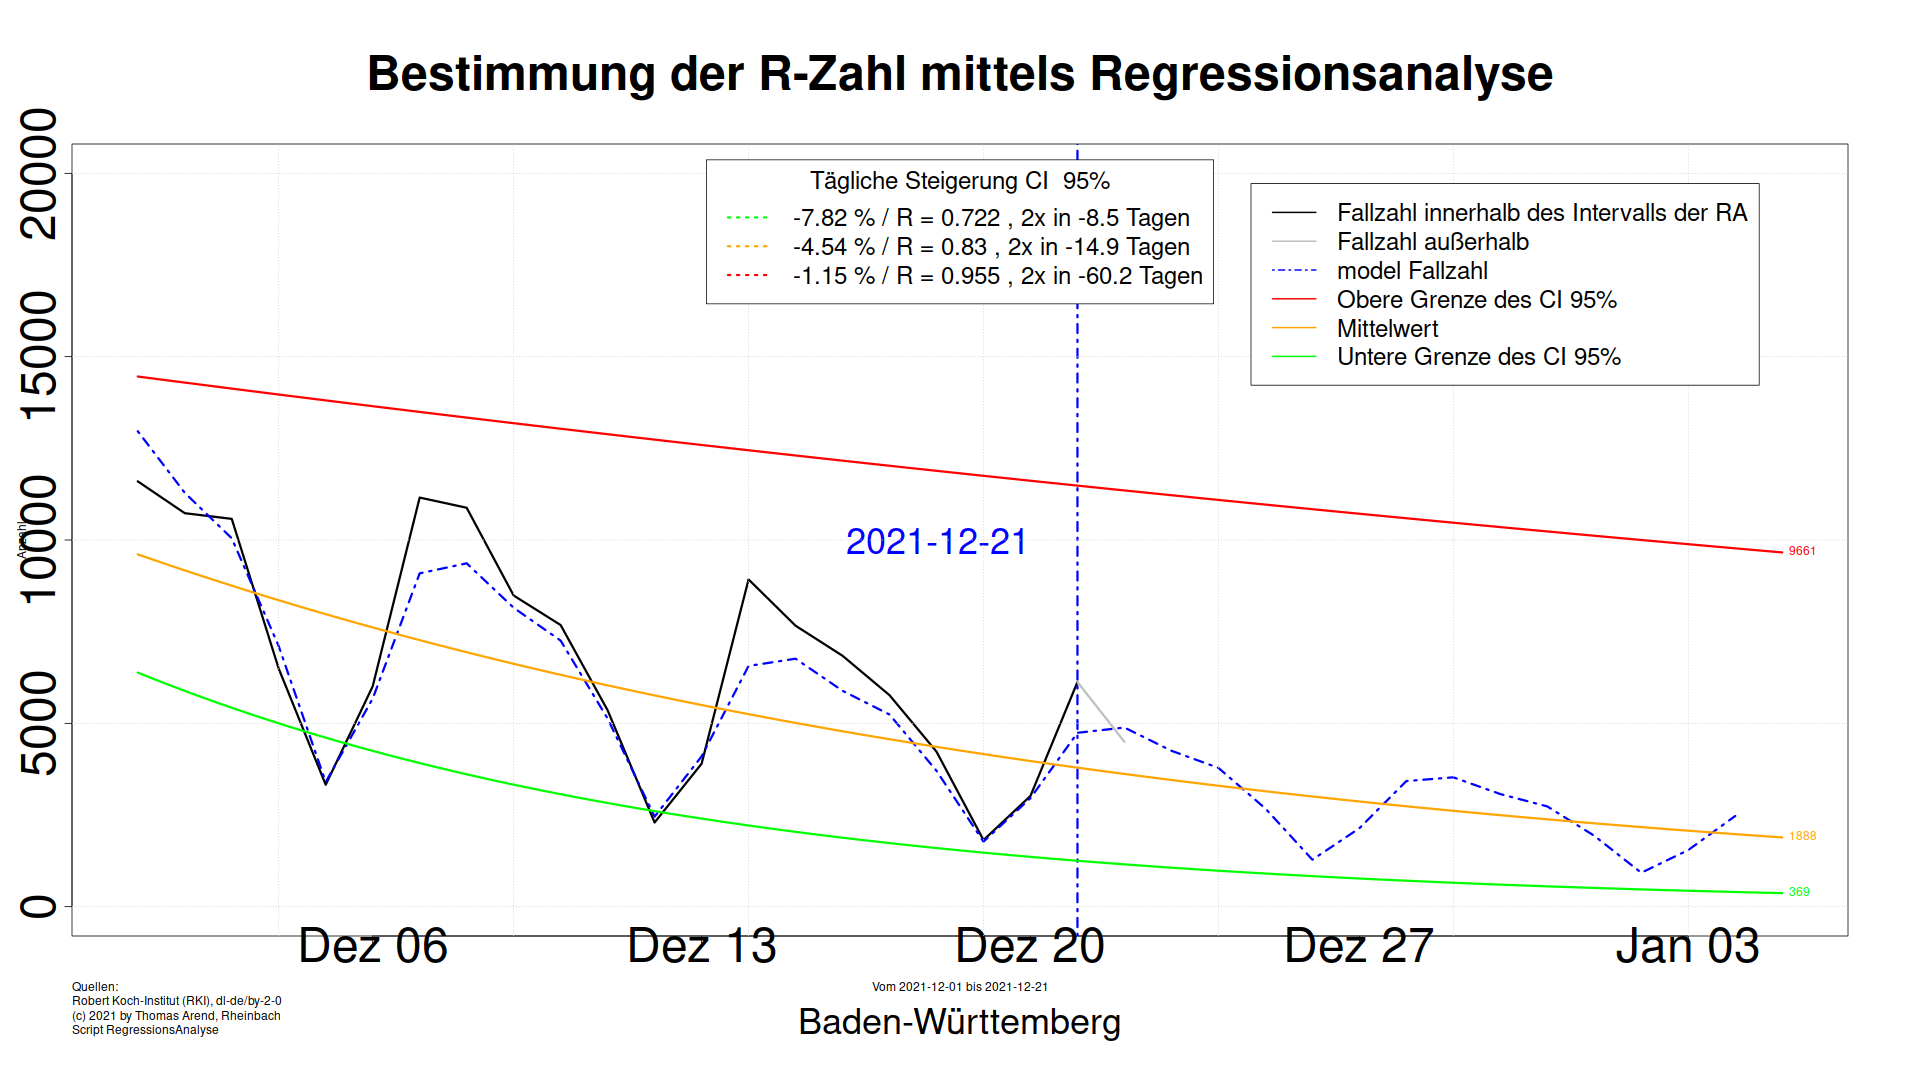 Bestimmung der R-Zahl mittels Regressionsanalyse
Anzahl
20000
15000
10000
5000
0
Tägliche Steigerung CI  95%
-7.82 % / R = 0.722 , 2x in -8.5 Tagen
-4.54 % / R = 0.83 , 2x in -14.9 Tagen
-1.15 % / R = 0.955 , 2x in -60.2 Tagen
Fallzahl innerhalb des Intervalls der RA
Fallzahl außerhalb
model Fallzahl
Obere Grenze des CI 95%
Mittelwert
Untere Grenze des CI 95%
2021-12-21
9661
1888
369
Dez 06
Dez 13
Dez 20
Dez 27
Jan 03
Vom 2021-12-01 bis 2021-12-21
Baden-Württemberg
Quellen:
Robert Koch-Institut (RKI), dl-de/by-2-0
(c) 2021 by Thomas Arend, Rheinbach
Script RegressionsAnalyse